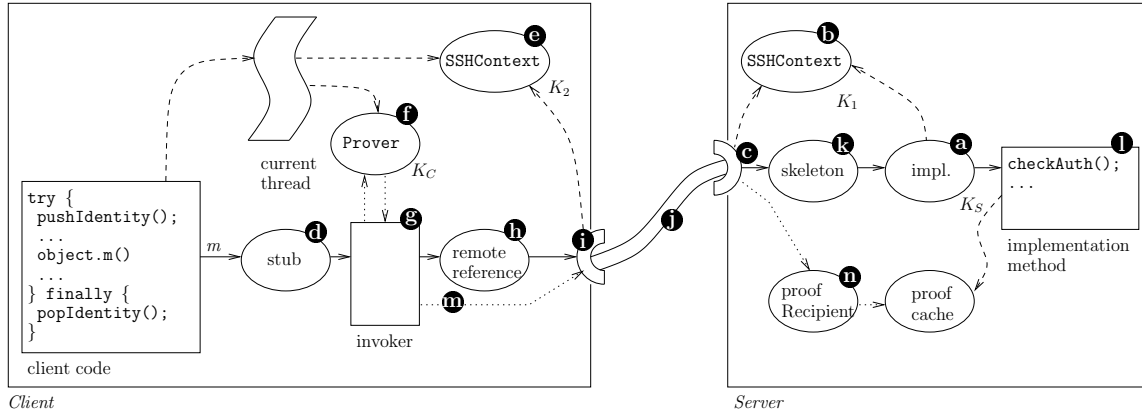 e
SSHContext
K2
f
Prover
KC
current
thread
try {
pushIdentity();
...
object.m()
...
} finally {
popIdentity();
}
client code
m
d
stub
g
invoker
h
remote
reference
m
i
j
Client
b
SSHContext
K1
c
k
skeleton
a
impl.
l
checkAuth();
...
KS
implementation
method
n
proof
Recipient
proof
cache
Server